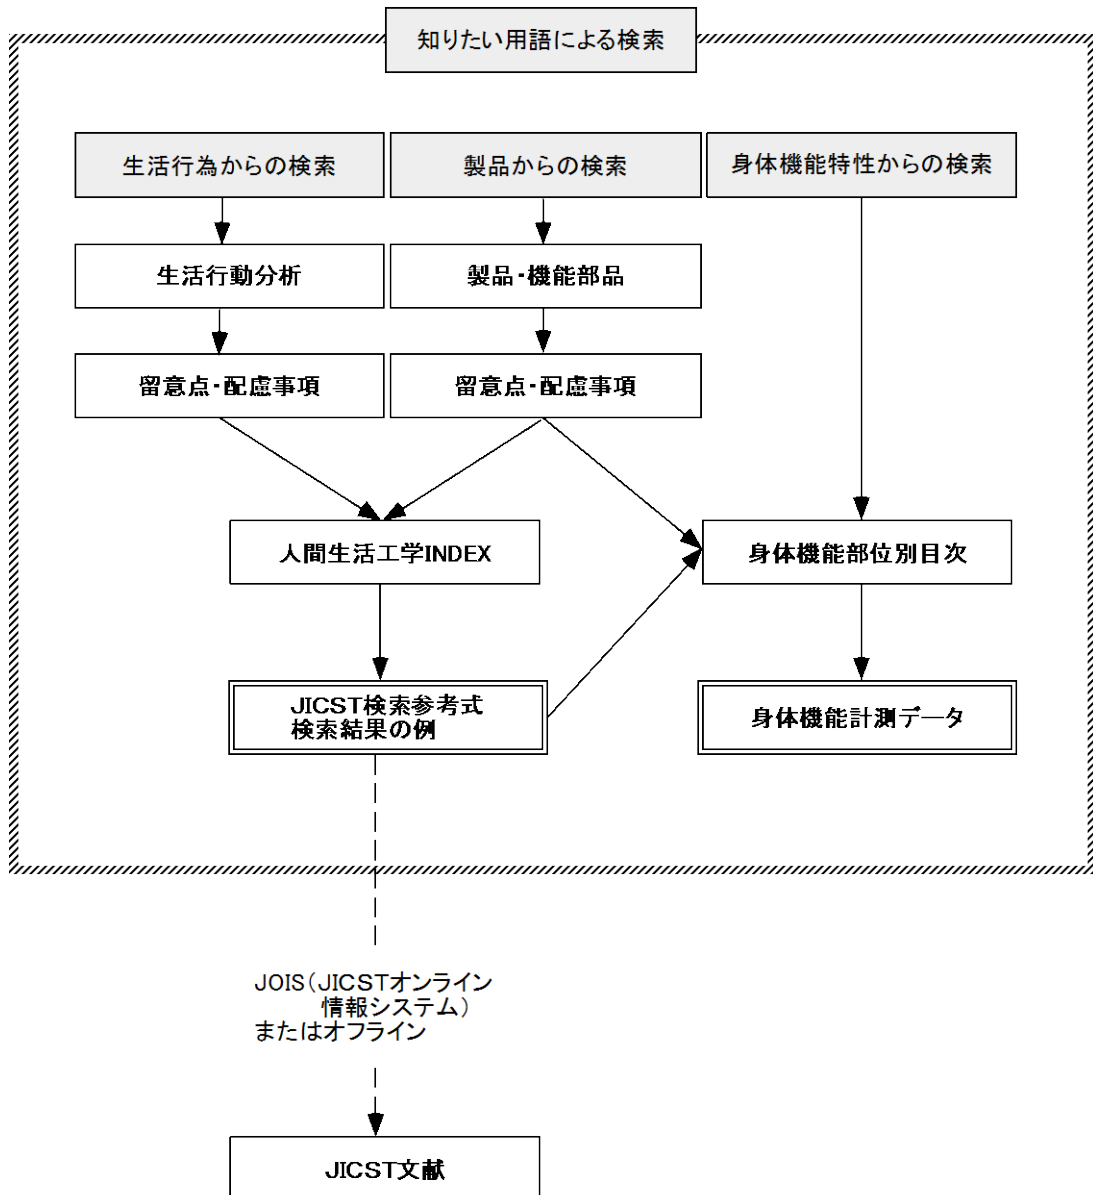 知りたい用語による検索
生活行為からの検索
製品からの検索
身体機能特性からの検索
生活行動分析
製品・機能部品
留意点・配慮事項
留意点・配慮事項
人間生活工学INDEX
身体機能部位別目次
JICST検索参考式
検索結果の例
身体機能計測データ
JOIS(JICSTオンライン
情報システム)
またはオフライン
JICST文献